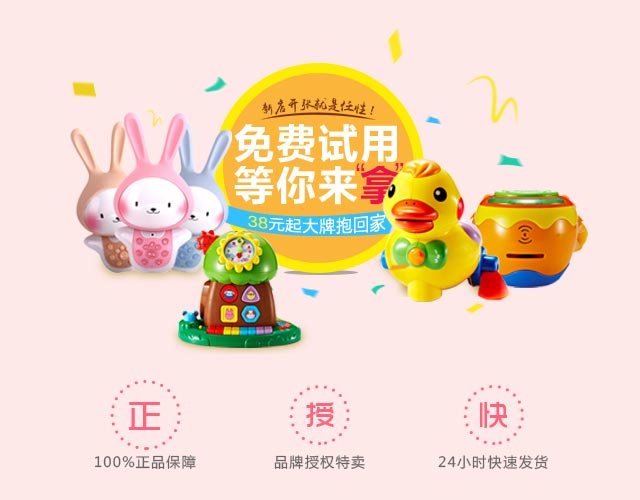 新店开张就是任性！
免费试用
等你来“拿”
38元起大牌抱回家
正 授 快
100%正品保障 品牌授权特卖 24小时快速发货